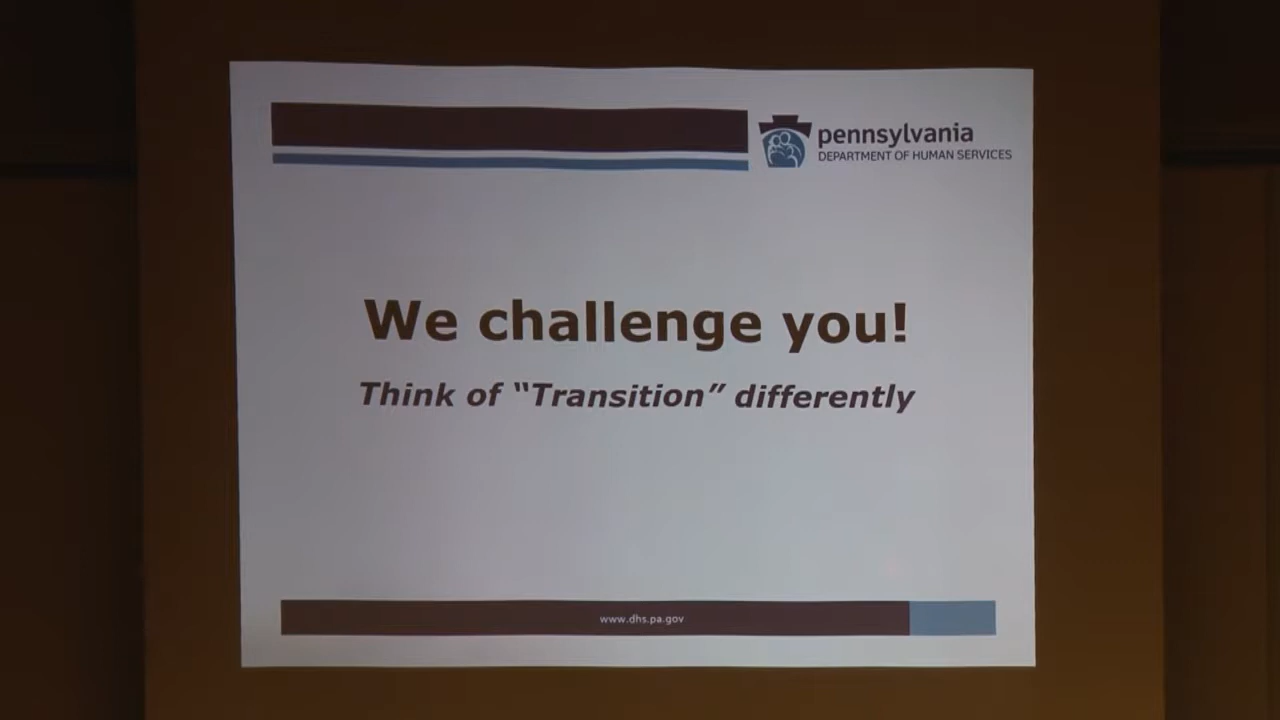 pennsylvania
DEPARTMENT OF HUMAN SERVICES
We challenge you!
Think of “Transition” differently
www.dhs.pa.gov